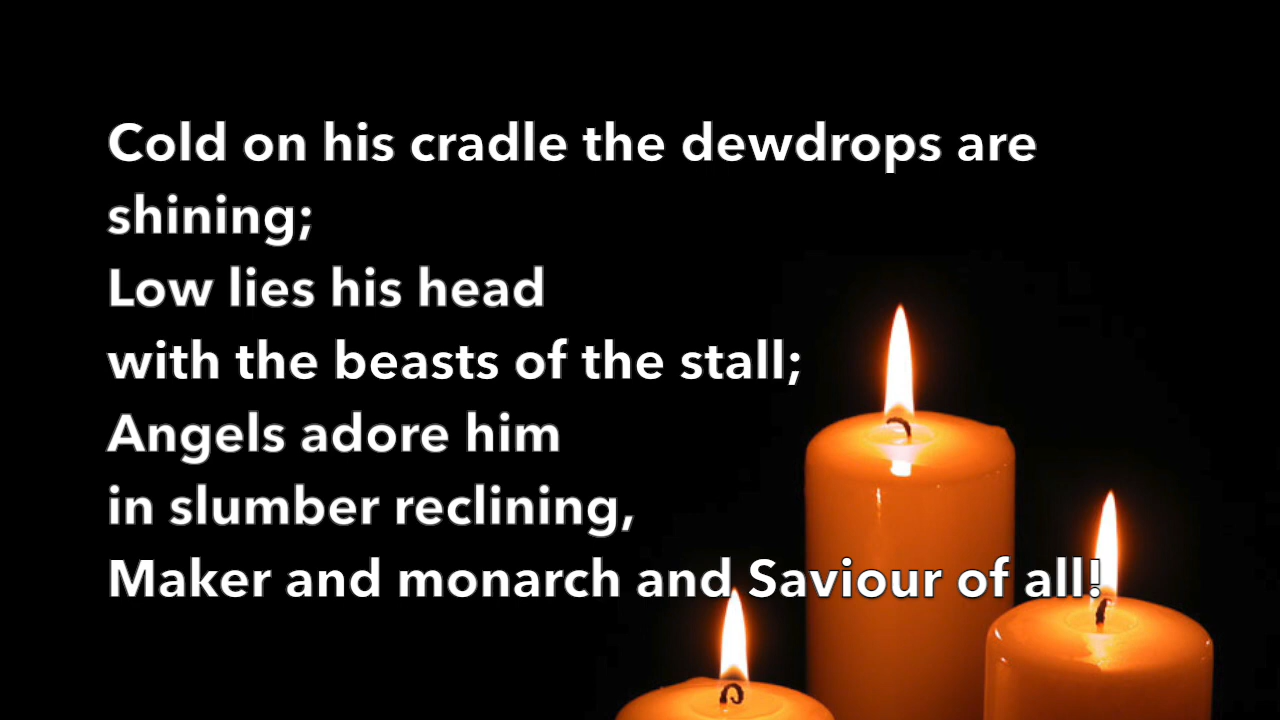 Cold on his cradle the dewdrops are
shining;
Low lies his head
with the beasts of the stall;
Angels adore him
in slumber reclining,
Maker and monarch and Saviour of all!